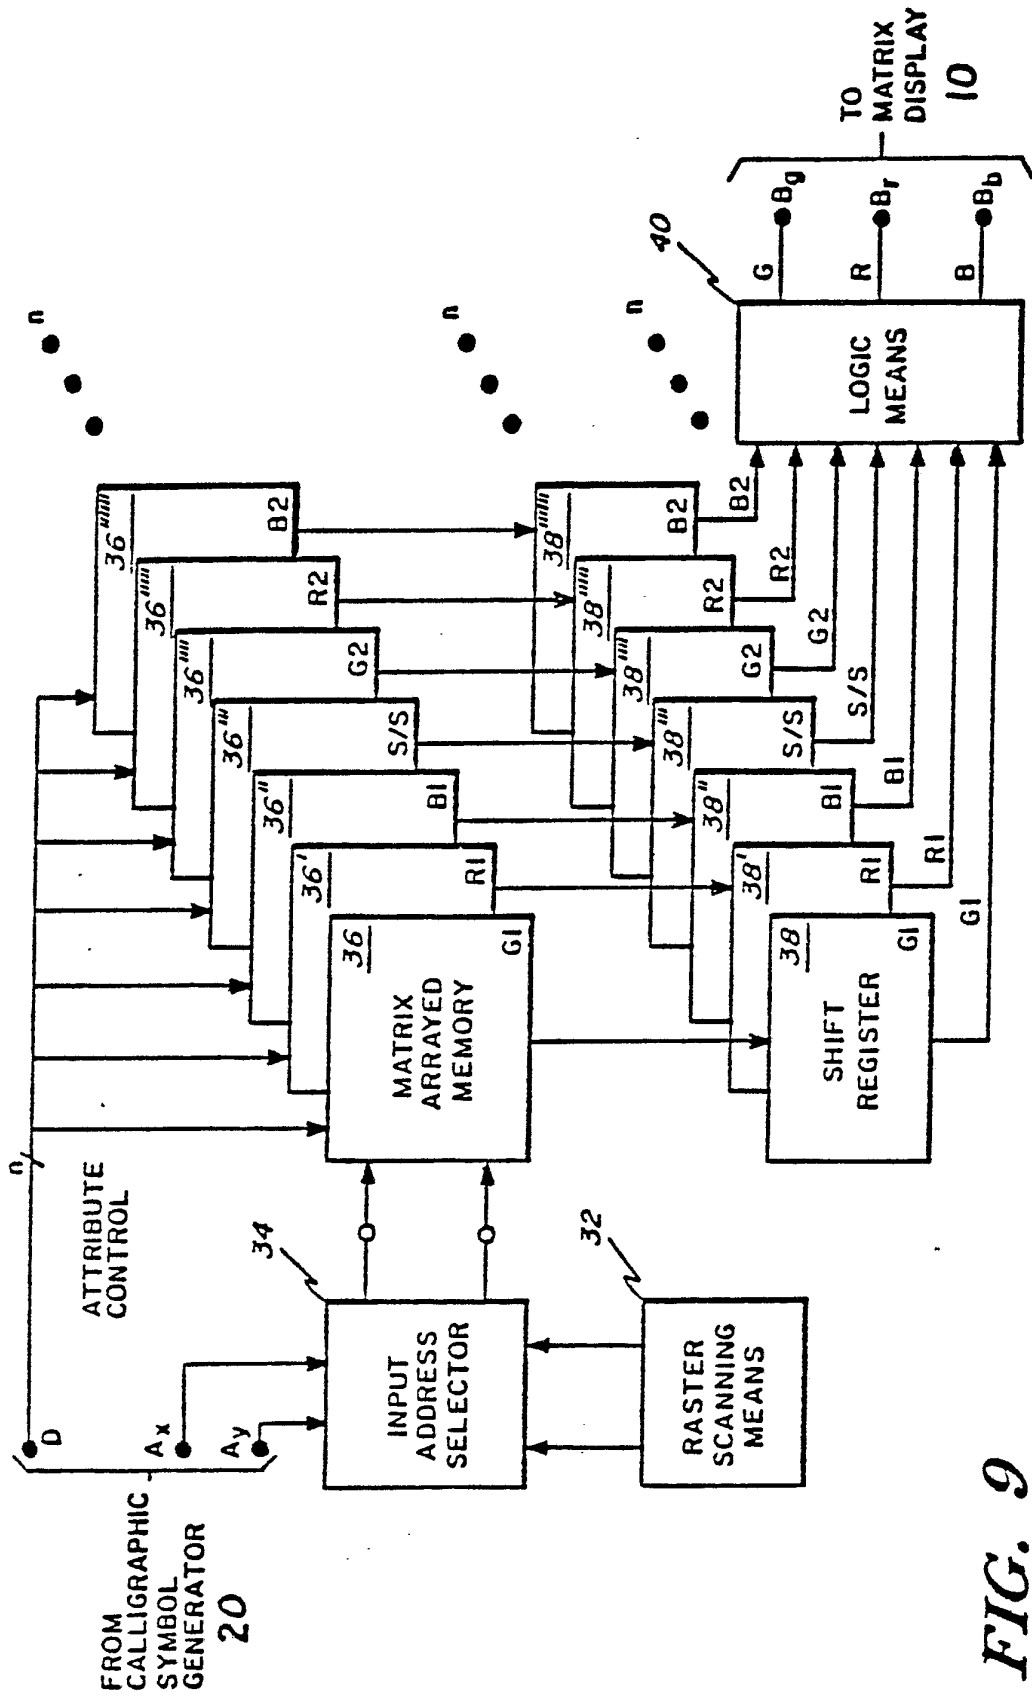 FROM
CALLIGRAPHIC
SYMBOL
GENERATOR
20
D
Ax
Ay
n
ATTRIBUTE
CONTROL
34
INPUT
ADDRESS
SELECTOR
32
RASTER
SCANNING
MEANS
36
MATRIX
ARRAYED
MEMORY
G1
36'
R1
36"
B1
36'''
S/S
36''''
G2
36'''''
R2
36''''''
B2
n
38
SHIFT
REGISTER
G1
38'
R1
38"
B1
38'''
S/S
38''''
G2
38'''''
R2
38''''''
B2
n
n
B2
R2
G2
S/S
B1
R1
G1
40
LOGIC
MEANS
G
Bg
R
Br
B
Bb
TO
MATRIX
DISPLAY
10
FIG. 9